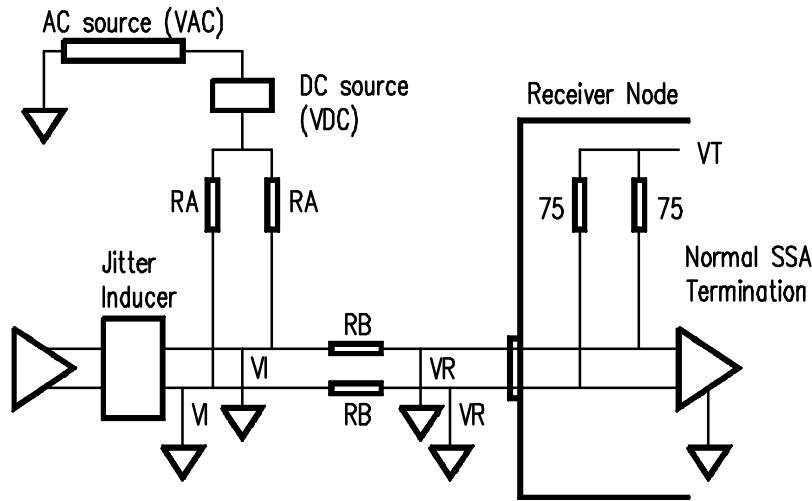 AC source (VAC)
DC source
(VDC)
Receiver Node
VT
RA
RA
75
75
Jitter
Inducer
Normal SSA
Termination
RB
VI
VR
RB
VI
VR